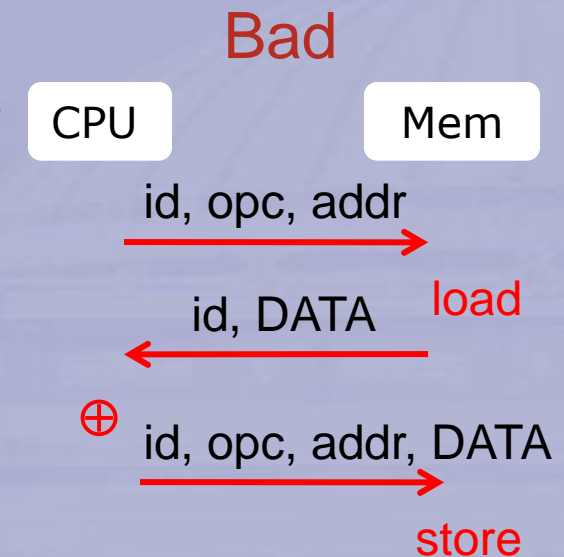 Bad
CPU Mem
id, opc, addr
load
id, DATA
⊕
id, opc, addr, DATA
store